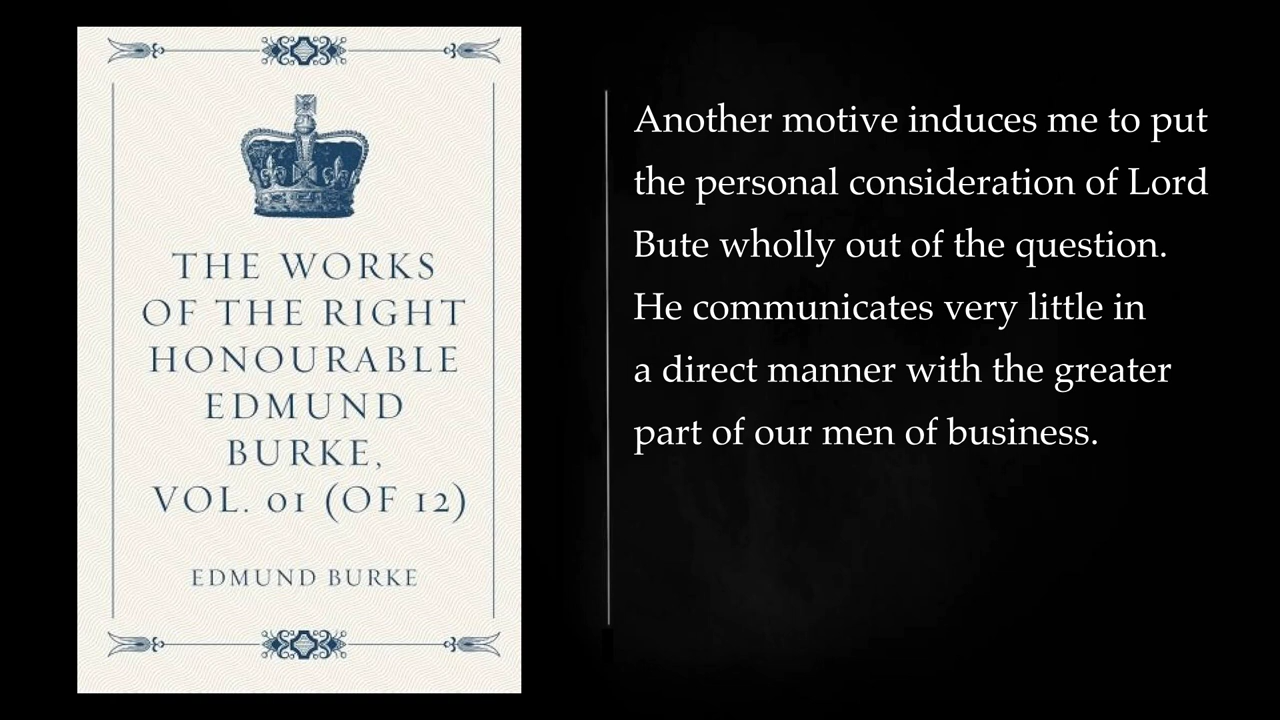 THE WORKS
OF THE RIGHT
HONOURABLE
EDMUND
BURKE,
VOL. 01 (OF 12)
EDMUND BURKE
Another motive induces me to put
the personal consideration of Lord
Bute wholly out of the question.
He communicates very little in
a direct manner with the greater
part of our men of business.